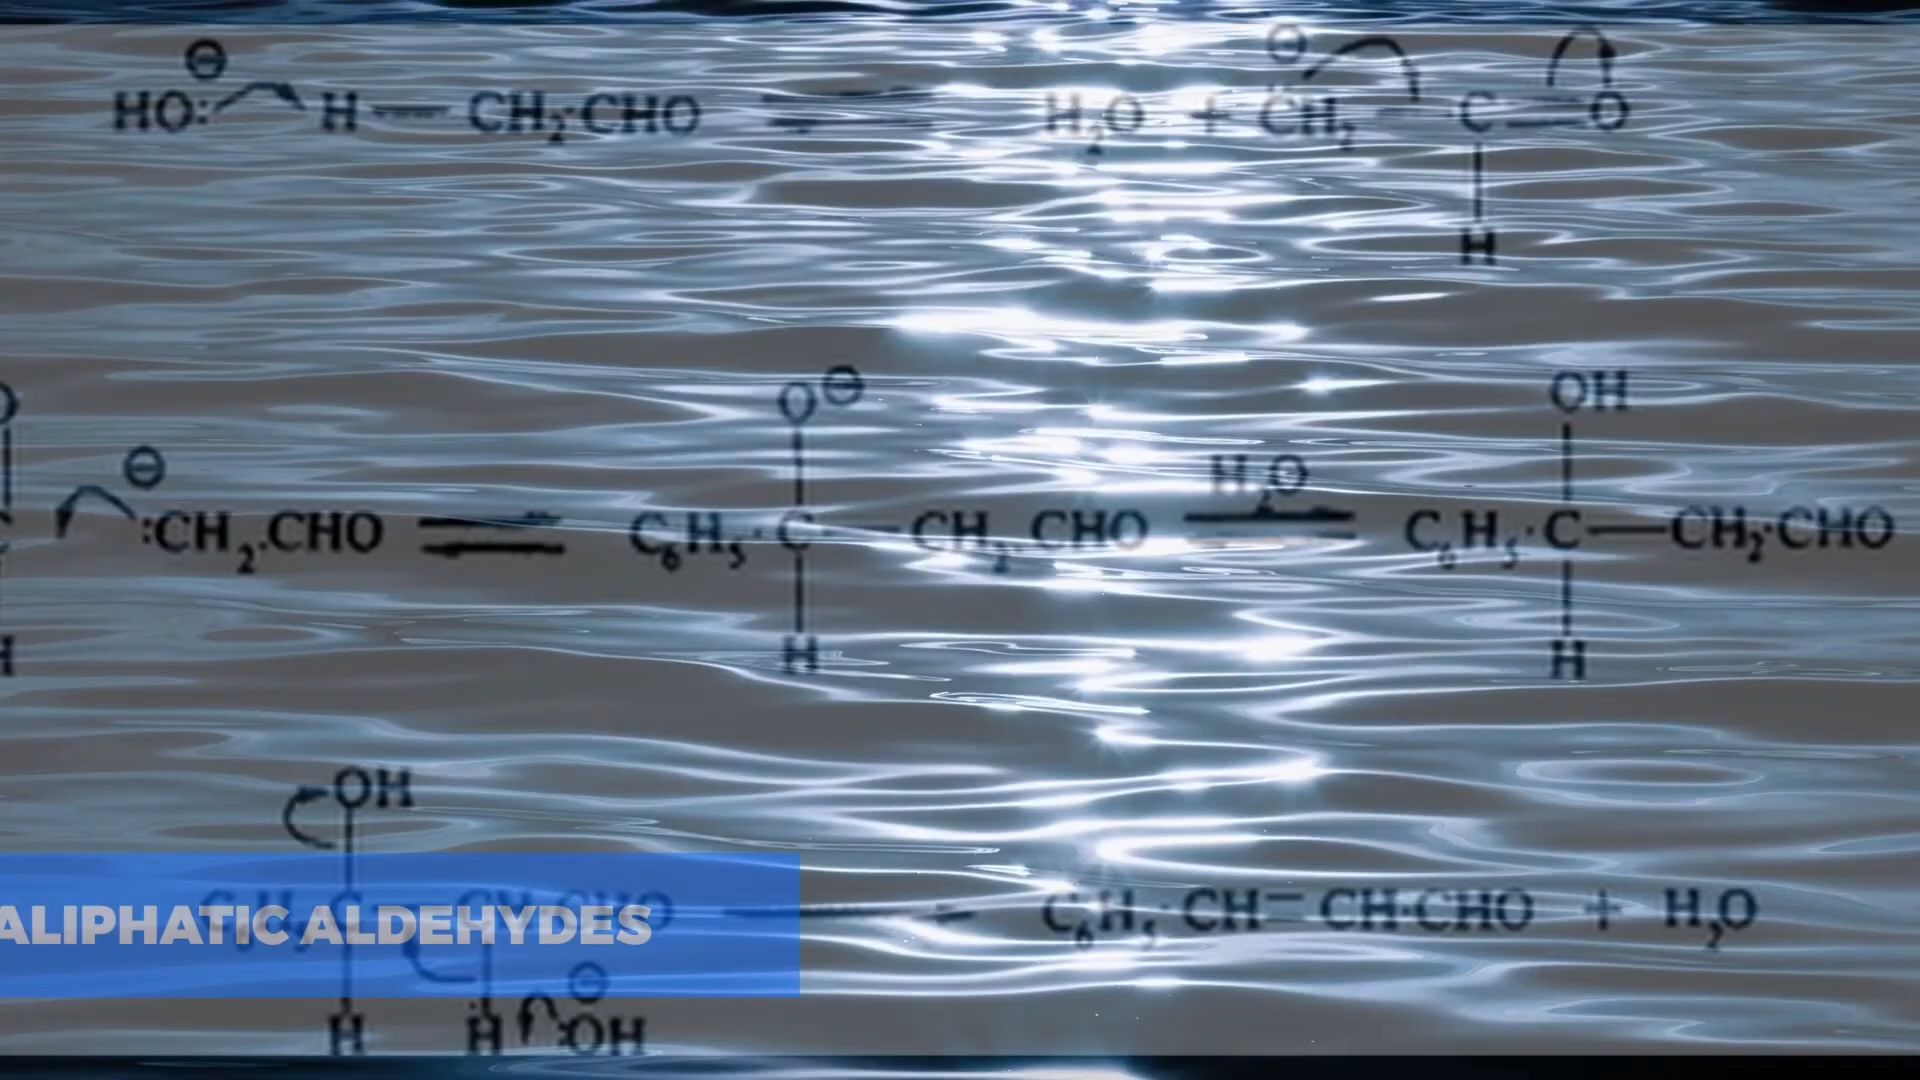 ⊖ ⊖
HO: H — CH₂·CHO ⇌ H₂O + CH₂ — C = O
H
O⊖ OH
⊖ H₂O
:CH₂·CHO ⇌ C₆H₅·C — CH₂·CHO ⇌ C₆H₅·C — CH₂·CHO
H H H
OH
ALIPHATIC ALDEHYDES
C₆H₅·CH = CH·CHO + H₂O
⊖
H H :OH